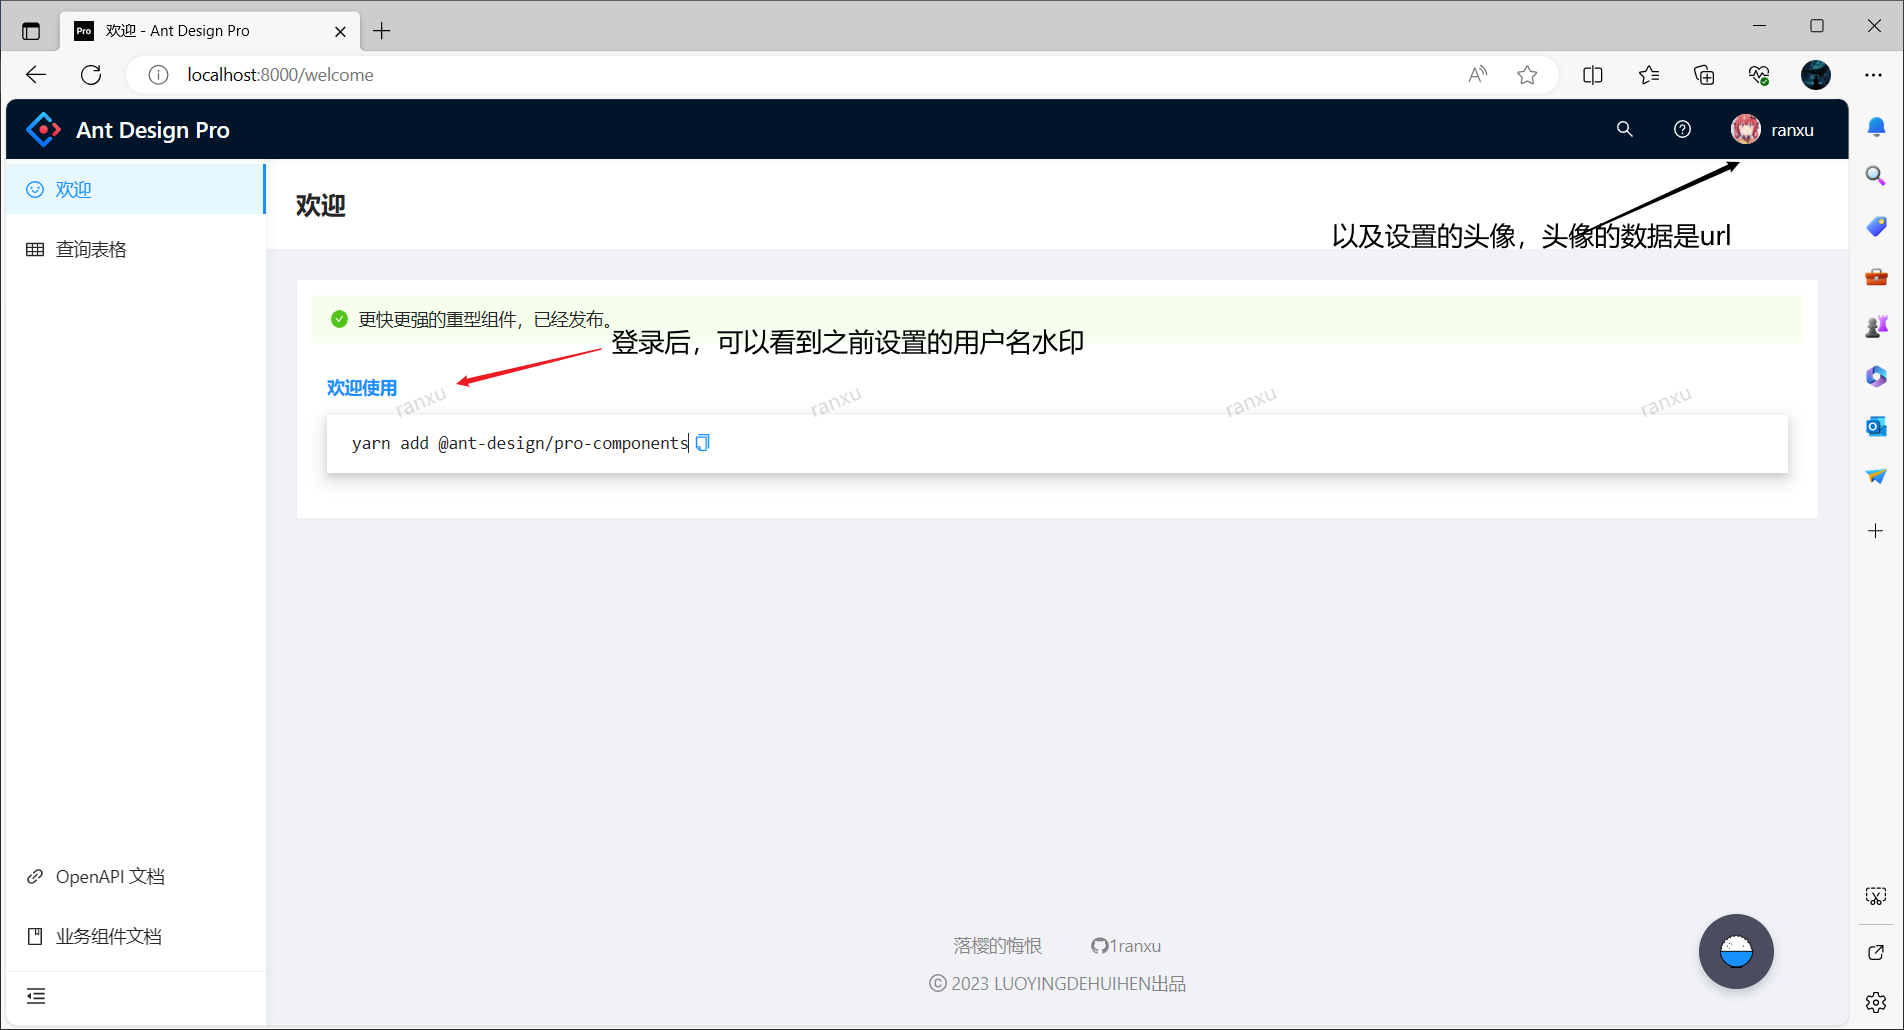 Pro 欢迎 - Ant Design Pro
localhost:8000/welcome
Ant Design Pro
ranxu
欢迎
查询表格
欢迎
以及设置的头像，头像的数据是url
更快更强的重型组件，已经发布。
登录后，可以看到之前设置的用户名水印
欢迎使用
ranxu ranxu ranxu ranxu
yarn add @ant-design/pro-components
OpenAPI 文档
业务组件文档
落樱的悔恨 1ranxu
© 2023 LUOYINGDEHUIHEN出品